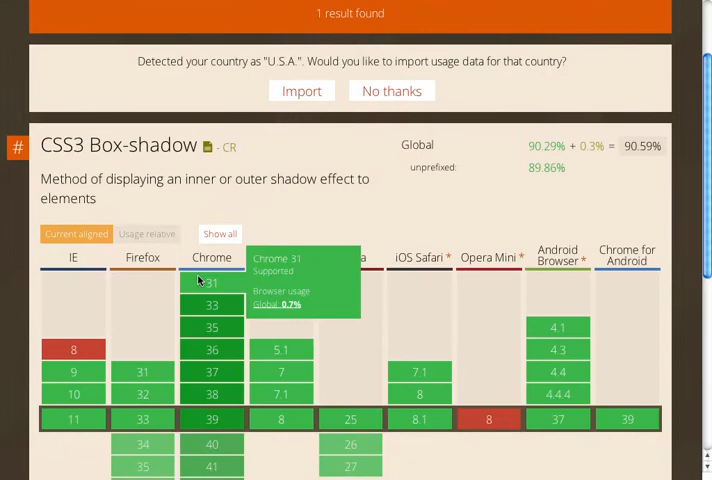 1 result found
Detected your country as "U.S.A.". Would you like to import usage data for that country?
Import No thanks
# CSS3 Box-shadow - CR Global 90.29% + 0.3% = 90.59%
unprefixed: 89.86%
Method of displaying an inner or outer shadow effect to
elements
Current aligned Usage relative Show all
IE Firefox Chrome iOS Safari * Opera Mini * Android Browser * Chrome for Android
Chrome 31
Supported
Browser usage
Global: 0.7%
31
33
35 4.1
8 36 5.1 4.3
9 31 37 7 7.1 4.4
10 32 38 7.1 8 4.4.4
11 33 39 8 25 8.1 8 37 39
34 40 26
35 41 27